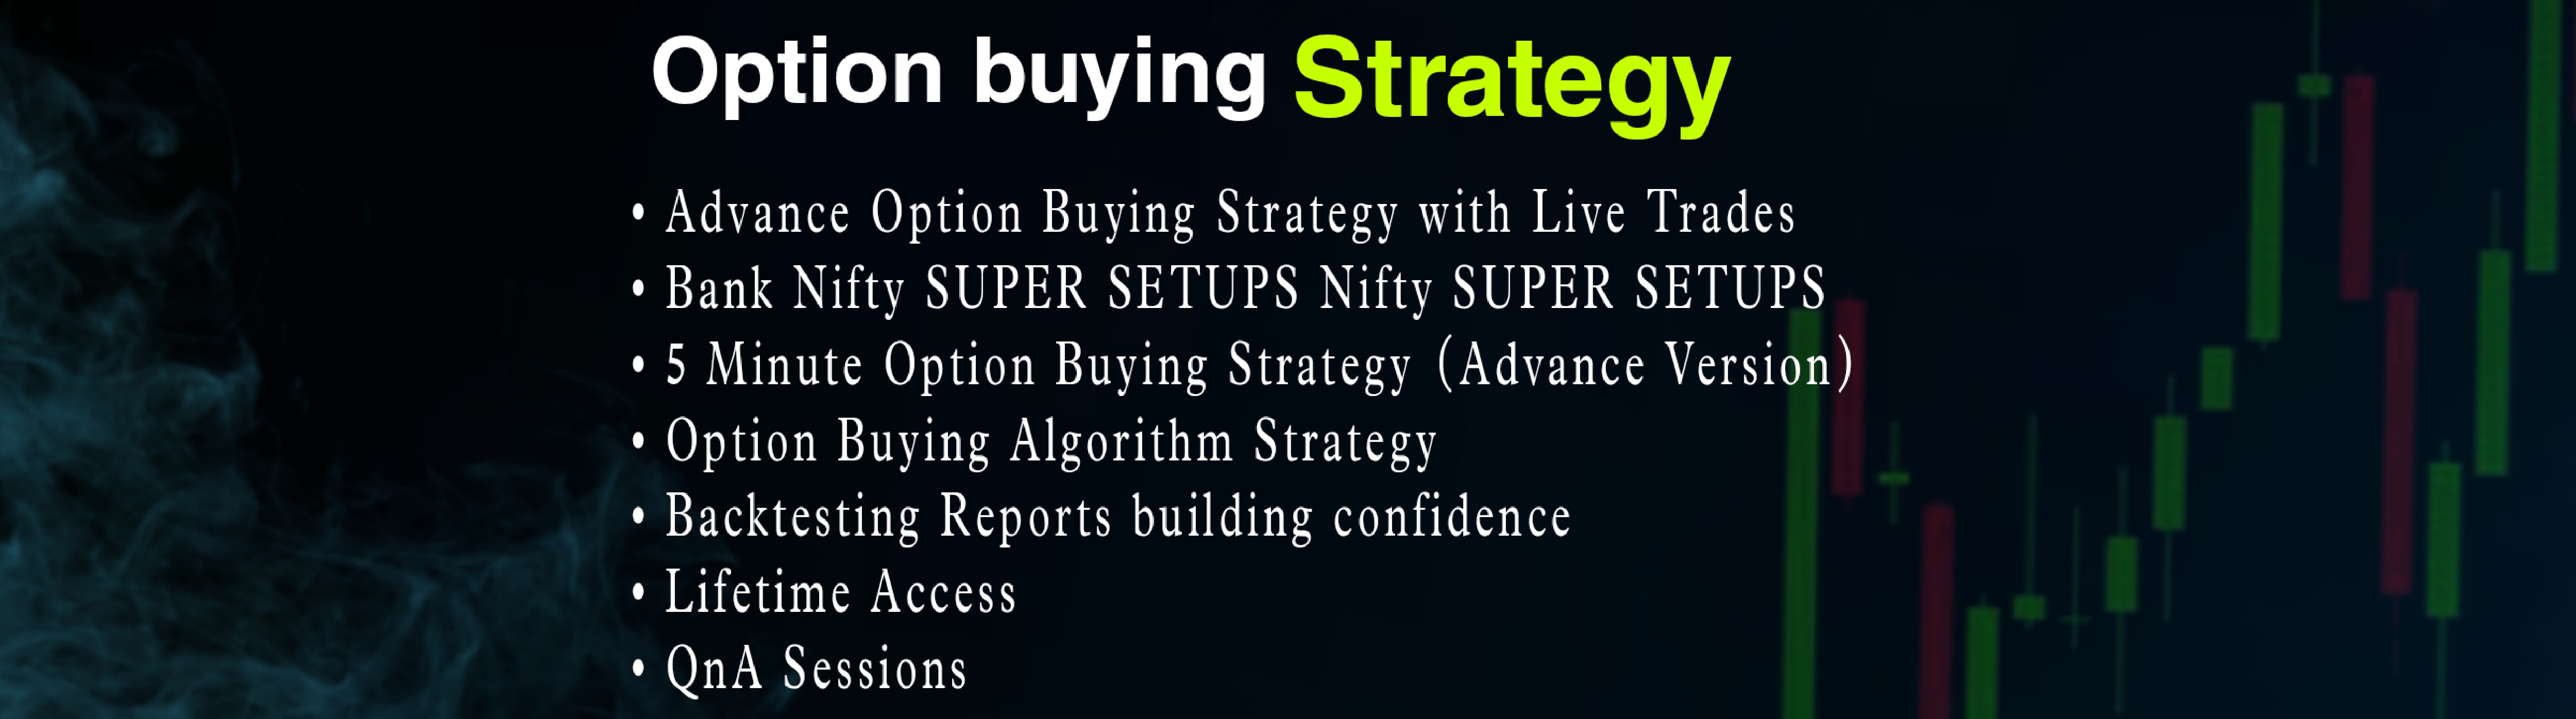 Option buying Strategy
• Advance Option Buying Strategy with Live Trades
• Bank Nifty SUPER SETUPS Nifty SUPER SETUPS
• 5 Minute Option Buying Strategy (Advance Version)
• Option Buying Algorithm Strategy
• Backtesting Reports building confidence
• Lifetime Access
• QnA Sessions